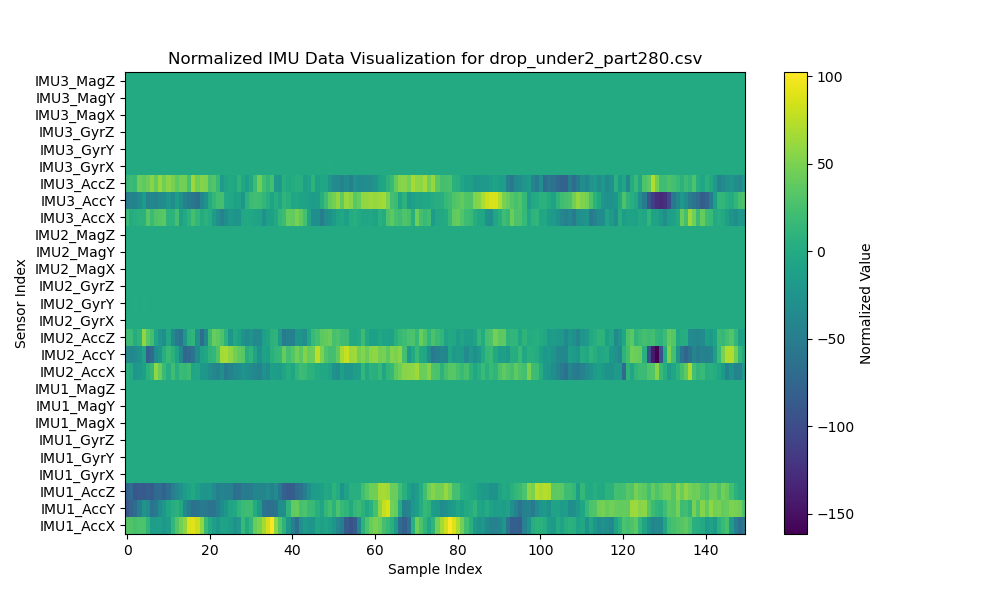 Normalized IMU Data Visualization for drop_under2_part280.csv
IMU3_MagZ
IMU3_MagY
IMU3_MagX
IMU3_GyrZ
IMU3_GyrY
IMU3_GyrX
IMU3_AccZ
IMU3_AccY
IMU3_AccX
IMU2_MagZ
IMU2_MagY
IMU2_MagX
IMU2_GyrZ
IMU2_GyrY
IMU2_GyrX
IMU2_AccZ
IMU2_AccY
IMU2_AccX
IMU1_MagZ
IMU1_MagY
IMU1_MagX
IMU1_GyrZ
IMU1_GyrY
IMU1_GyrX
IMU1_AccZ
IMU1_AccY
IMU1_AccX
Sensor Index
0 20 40 60 80 100 120 140
Sample Index
100
50
0
−50
−100
−150
Normalized Value